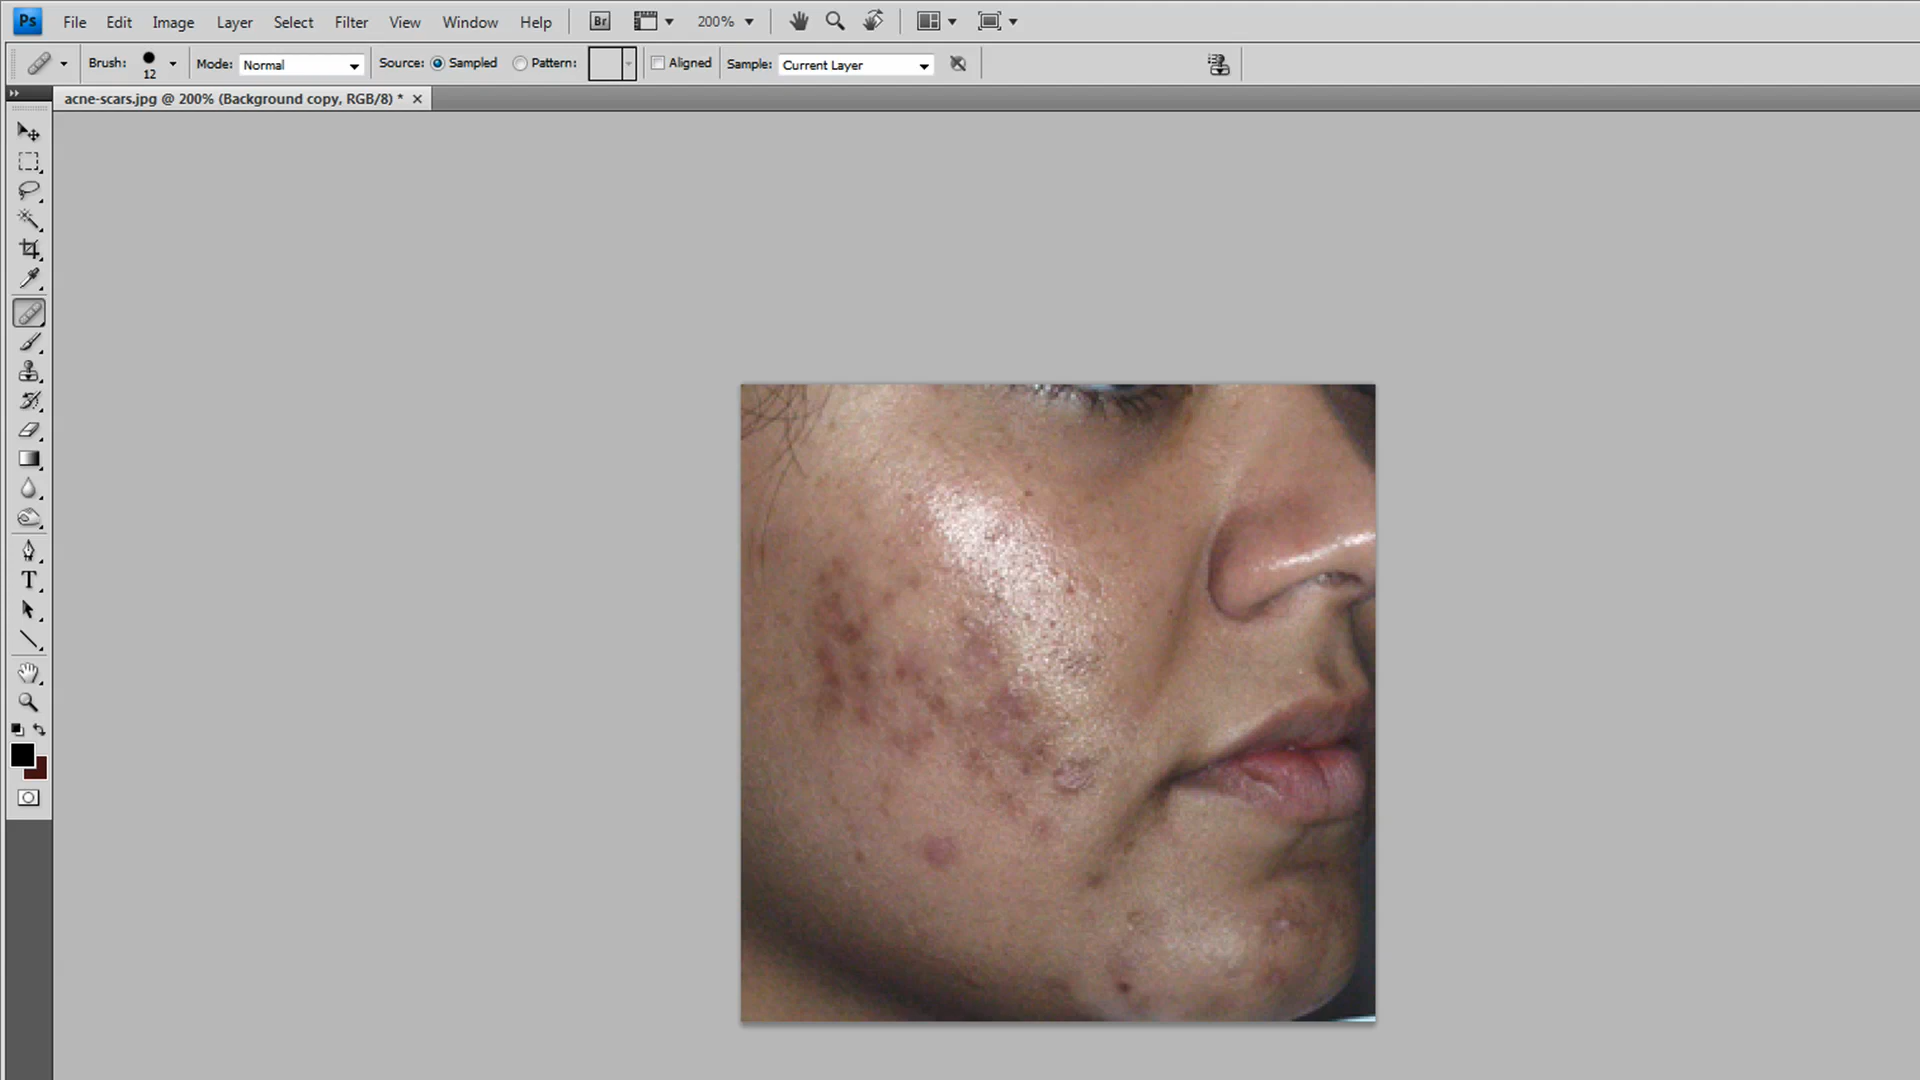 Ps File Edit Image Layer Select Filter View Window Help Br 200%
Brush: 12 Mode: Normal Source: Sampled Pattern: Aligned Sample: Current Layer
acne-scars.jpg @ 200% (Background copy, RGB/8) *
T